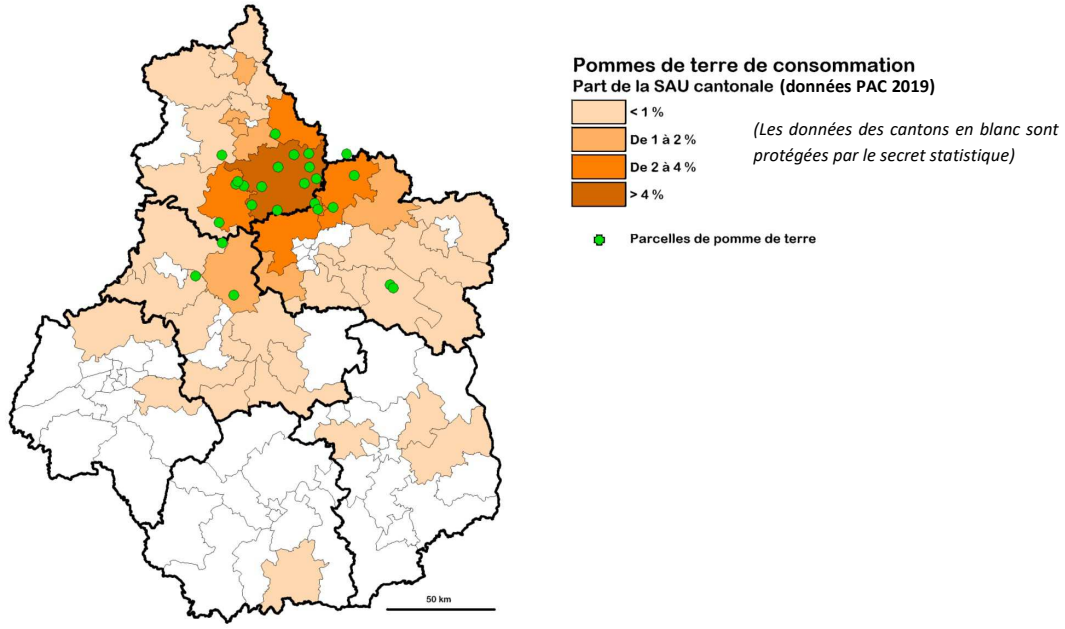 Pommes de terre de consommation
Part de la SAU cantonale (données PAC 2019)
< 1 %
De 1 à 2 %
De 2 à 4 %
> 4 %
(Les données des cantons en blanc sont
protégées par le secret statistique)
Parcelles de pomme de terre
50 km